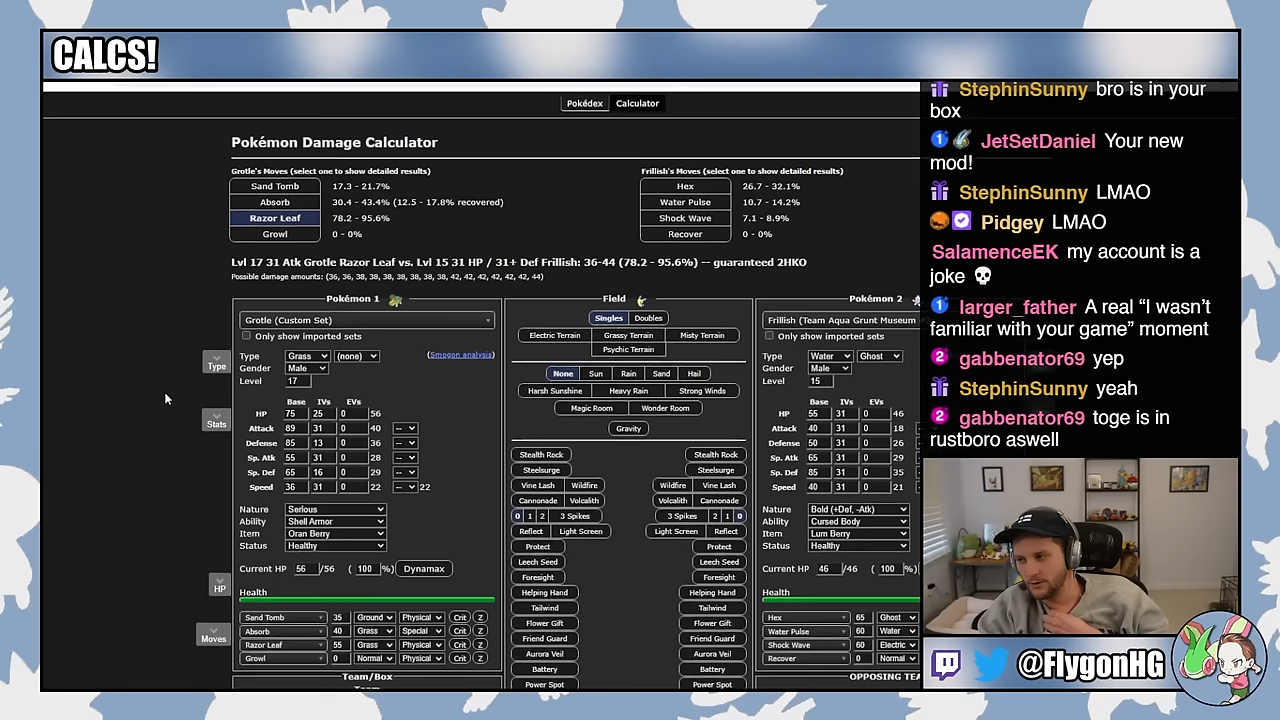 CALCS!
Pokédex Calculator
Pokémon Damage Calculator
Grotle's Moves (select one to show detailed results)
Sand Tomb 17.3 - 21.7%
Absorb 30.4 - 43.4% (12.5 - 17.8% recovered)
Razor Leaf 78.2 - 95.6%
Growl 0 - 0%
Frillish's Moves (select one to show detailed results)
Hex 26.7 - 32.1%
Water Pulse 10.7 - 14.2%
Shock Wave 7.1 - 8.9%
Recover 0 - 0%
Lvl 17 31 Atk Grotle Razor Leaf vs. Lvl 15 31 HP / 31+ Def Frillish: 36-44 (78.2 - 95.6%) -- guaranteed 2HKO
Possible damage amounts: (36, 36, 38, 38, 38, 38, 38, 38, 38, 42, 42, 42, 42, 42, 42, 44)
Type
Stats
HP
Moves
Pokémon 1
Grotle (Custom Set)
Only show imported sets
Type Grass (none) (Smogon analysis)
Gender Male
Level 17
Base IVs EVs
HP 75 25 0 56
Attack 89 31 0 40 --
Defense 85 13 0 36 --
Sp. Atk 55 31 0 28 --
Sp. Def 65 16 0 29 --
Speed 36 31 0 22 -- 22
Nature Serious
Ability Shell Armor
Item Oran Berry
Status Healthy
Current HP 56 /56 ( 100 %) Dynamax
Health
Sand Tomb 35 Ground Physical Crit Z
Absorb 40 Grass Special Crit Z
Razor Leaf 55 Grass Physical Crit Z
Growl 0 Normal Physical Crit Z
Team/Box
Field
Singles Doubles
Electric Terrain Grassy Terrain Misty Terrain
Psychic Terrain
None Sun Rain Sand Hail
Harsh Sunshine Heavy Rain Strong Winds
Magic Room Wonder Room
Gravity
Stealth Rock Stealth Rock
Steelsurge Steelsurge
Vine Lash Wildfire Wildfire Vine Lash
Cannonade Volcalith Volcalith Cannonade
0 1 2 3 Spikes 3 Spikes 2 1 0
Reflect Light Screen Light Screen Reflect
Protect Protect
Leech Seed Leech Seed
Foresight Foresight
Helping Hand Helping Hand
Tailwind Tailwind
Flower Gift Flower Gift
Friend Guard Friend Guard
Aurora Veil Aurora Veil
Battery Battery
Power Spot Power Spot
Pokémon 2
Frillish (Team Aqua Grunt Museum
Only show imported sets
Type Water Ghost
Gender Male
Level 15
Base IVs EVs
HP 55 31 0 46
Attack 40 31 0 18
Defense 50 31 0 26
Sp. Atk 65 31 0 28
Sp. Def 85 31 0 35
Speed 40 31 0 21
Nature Bold (+Def, -Atk)
Ability Cursed Body
Item Lum Berry
Status Healthy
Current HP 46 /46 ( 100 %)
Health
Hex 65 Ghost
Water Pulse 60 Water
Shock Wave 60 Electric
Recover 0 Normal
OPPOSING TEA
StephinSunny bro is in your
box
1 JetSetDaniel Your new
mod!
StephinSunny LMAO
Pidgey LMAO
SalamenceEK my account is a
joke 💀
1 larger_father A real “I wasn't
familiar with your game” moment
2 gabbenator69 yep
StephinSunny yeah
2 gabbenator69 toge is in
rustboro aswell
@FlygonHG